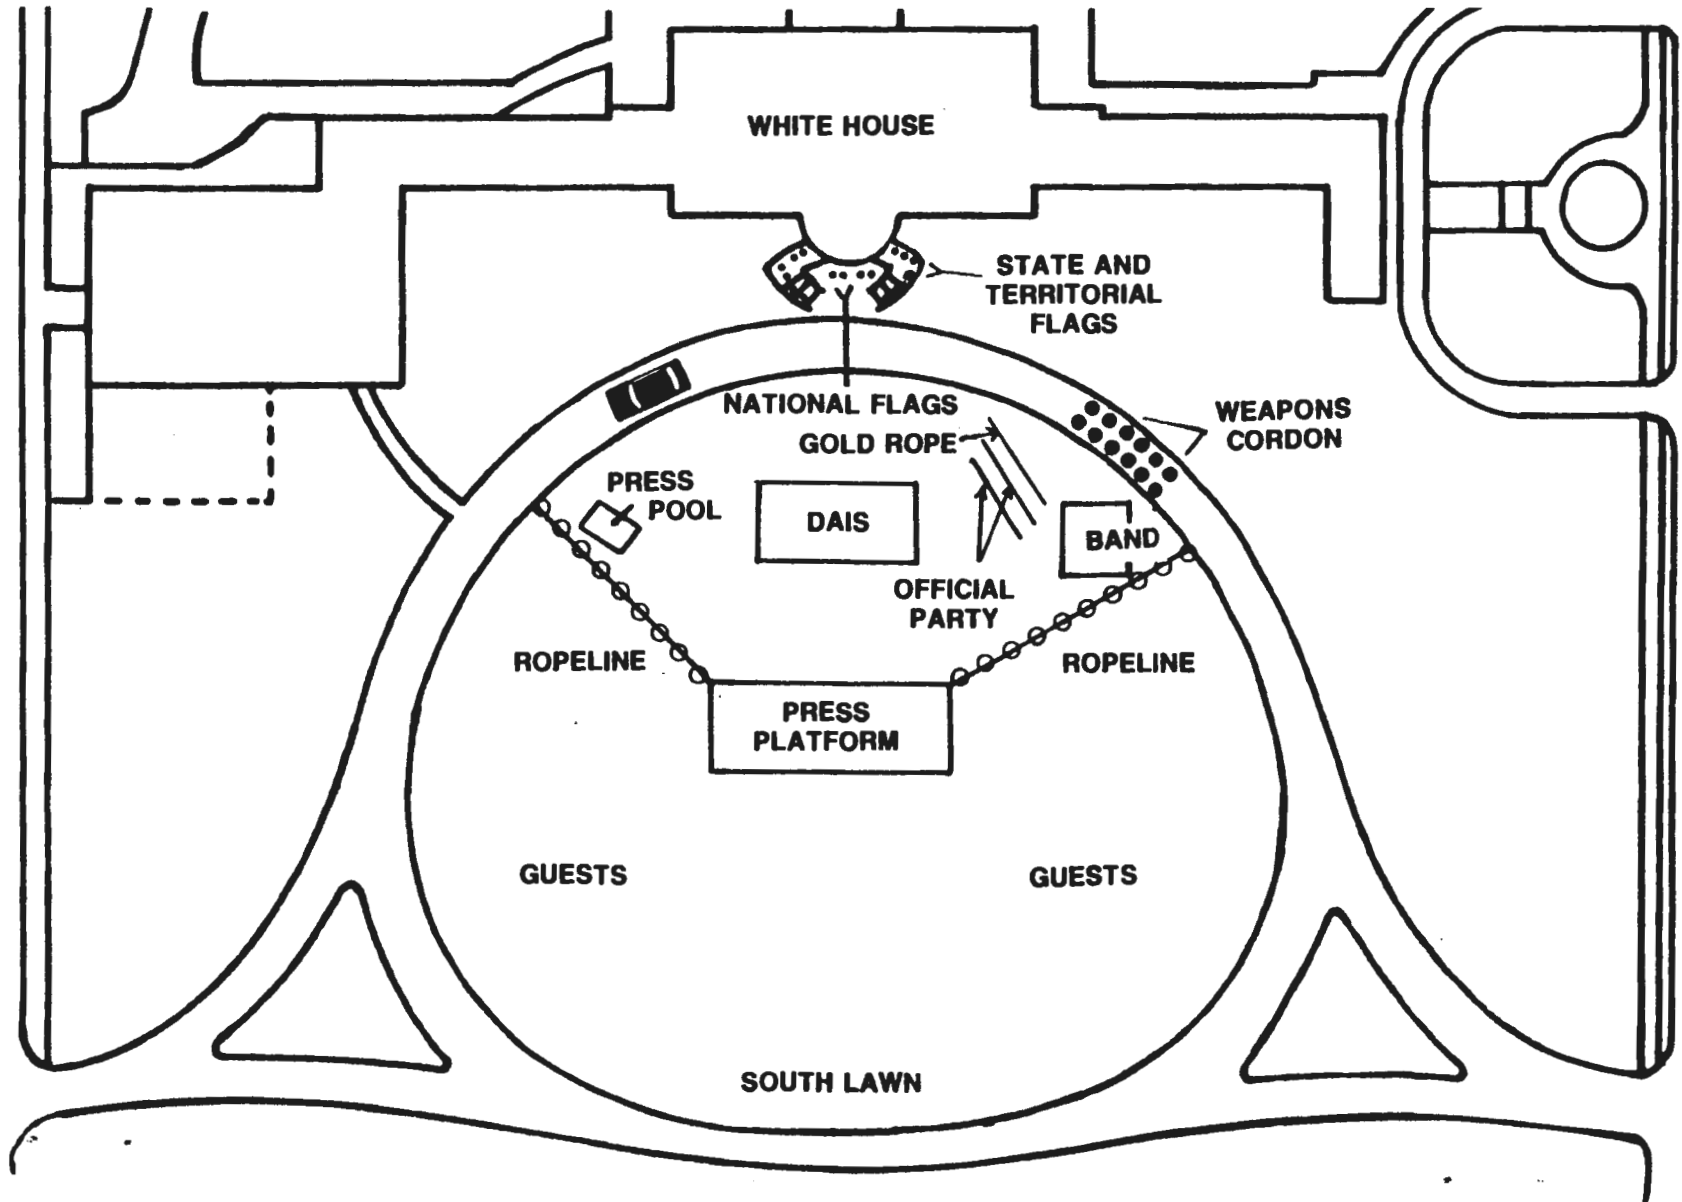 WHITE HOUSE
STATE AND
TERRITORIAL
FLAGS
NATIONAL FLAGS
GOLD ROPE
WEAPONS
CORDON
PRESS
POOL
DAIS
BAND
OFFICIAL
PARTY
ROPELINE
ROPELINE
PRESS
PLATFORM
GUESTS
GUESTS
SOUTH LAWN